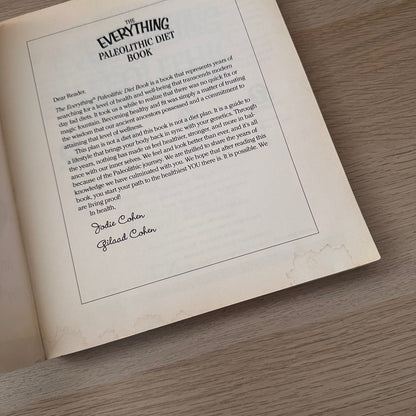 THE
EVERYTHING
PALEOLITHIC DIET
BOOK
Dear Reader,
The Everything® Paleolithic Diet Book is a book that represents years of
searching for a level of health and well-being that transcends modern
day fad diets. It took us a while to realize that there was no quick fix or
magic fountain. Becoming healthy and fit was simply a matter of trusting
the wisdom that our ancient ancestors possessed and a commitment to
attaining that level of wellness.
This plan is not a diet and this book is not a diet plan. It is a guide to
a lifestyle that brings your body back in sync with your genetics. Through
the years, nothing has made us feel healthier, stronger, and more in bal-
ance with our inner selves. We feel and look better than ever, and it's all
because of the Paleolithic journey. We are thrilled to share the years of
knowledge we have culminated with you. We hope that after reading this
book, you start your path to the healthiest YOU there is. It is possible. We
are living proof!
In health,
Jodie Cohen
Gilaad Cohen